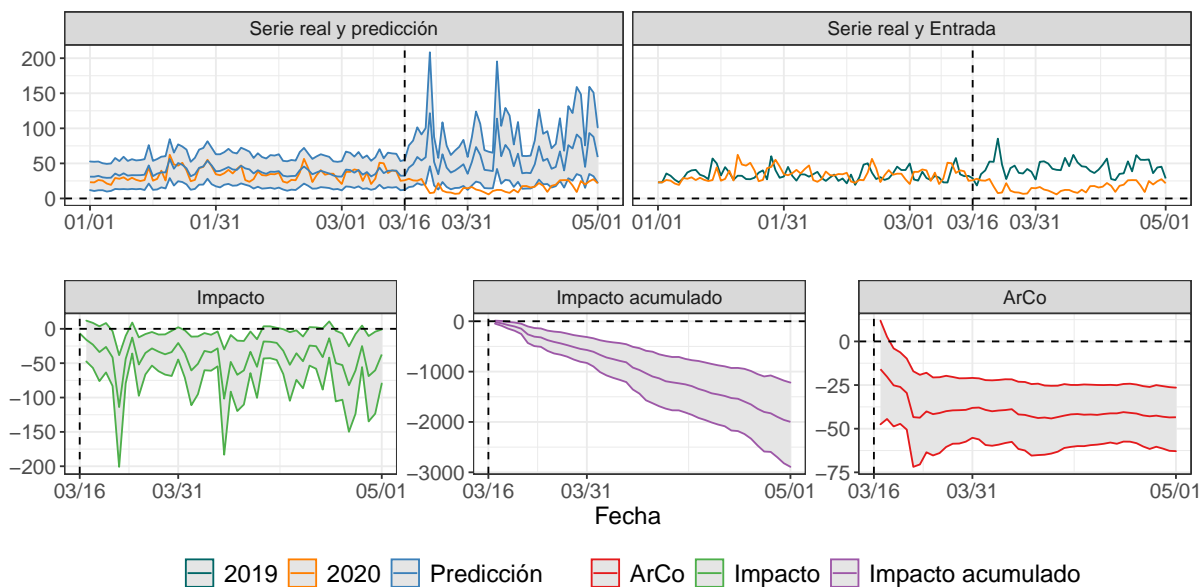 Serie real y predicción
Serie real y Entrada
200
150
100
50
0
01/01 01/31 03/01 03/16 03/31 05/01
01/01 01/31 03/01 03/16 03/31 05/01
Impacto
Impacto acumulado
ArCo
0
−50
−100
−150
−200
03/16 03/31 05/01
0
−1000
−2000
−3000
03/16 03/31 05/01
0
−25
−50
−75
03/16 03/31 05/01
Fecha
2019 2020 Predicción ArCo Impacto Impacto acumulado